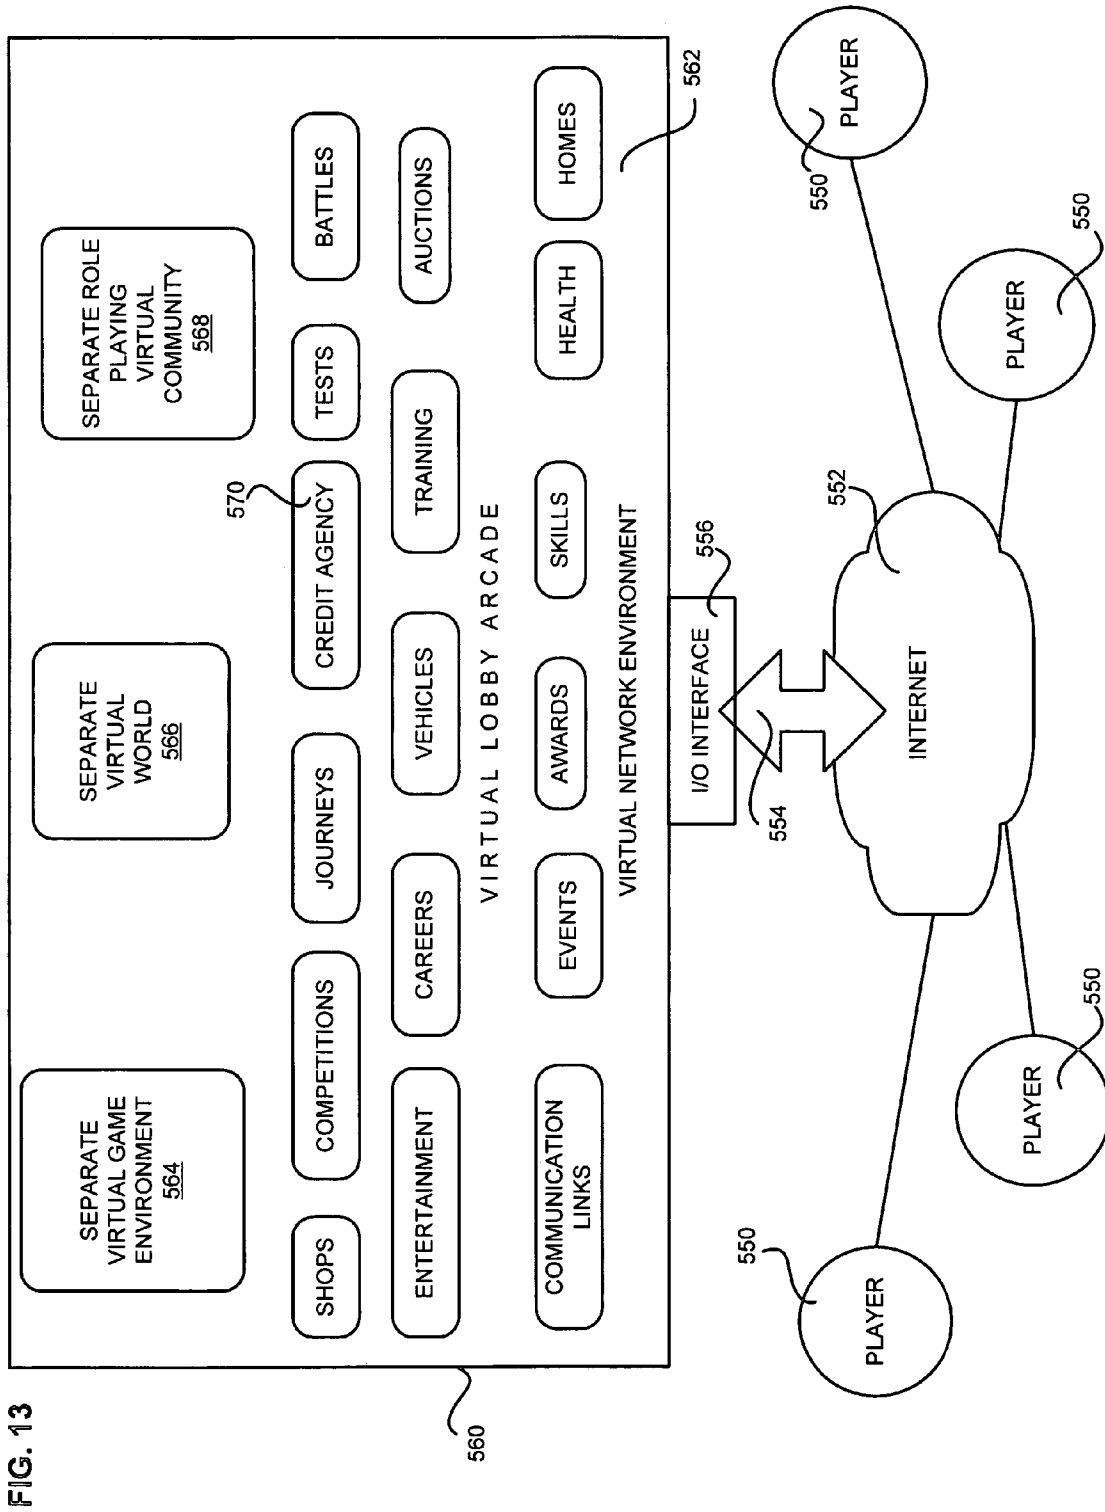 FIG. 13
SEPARATE
VIRTUAL GAME
ENVIRONMENT
564
SEPARATE
VIRTUAL
WORLD
566
SEPARATE ROLE
PLAYING
VIRTUAL
COMMUNITY
568
570
SHOPS
COMPETITIONS
JOURNEYS
CREDIT AGENCY
TESTS
BATTLES
ENTERTAINMENT
CAREERS
VEHICLES
TRAINING
AUCTIONS
VIRTUAL LOBBY ARCADE
COMMUNICATION
LINKS
EVENTS
AWARDS
SKILLS
HEALTH
HOMES
VIRTUAL NETWORK ENVIRONMENT
562
560
I/O INTERFACE
556
554
552
INTERNET
550
PLAYER
550
PLAYER
550
PLAYER
550
PLAYER